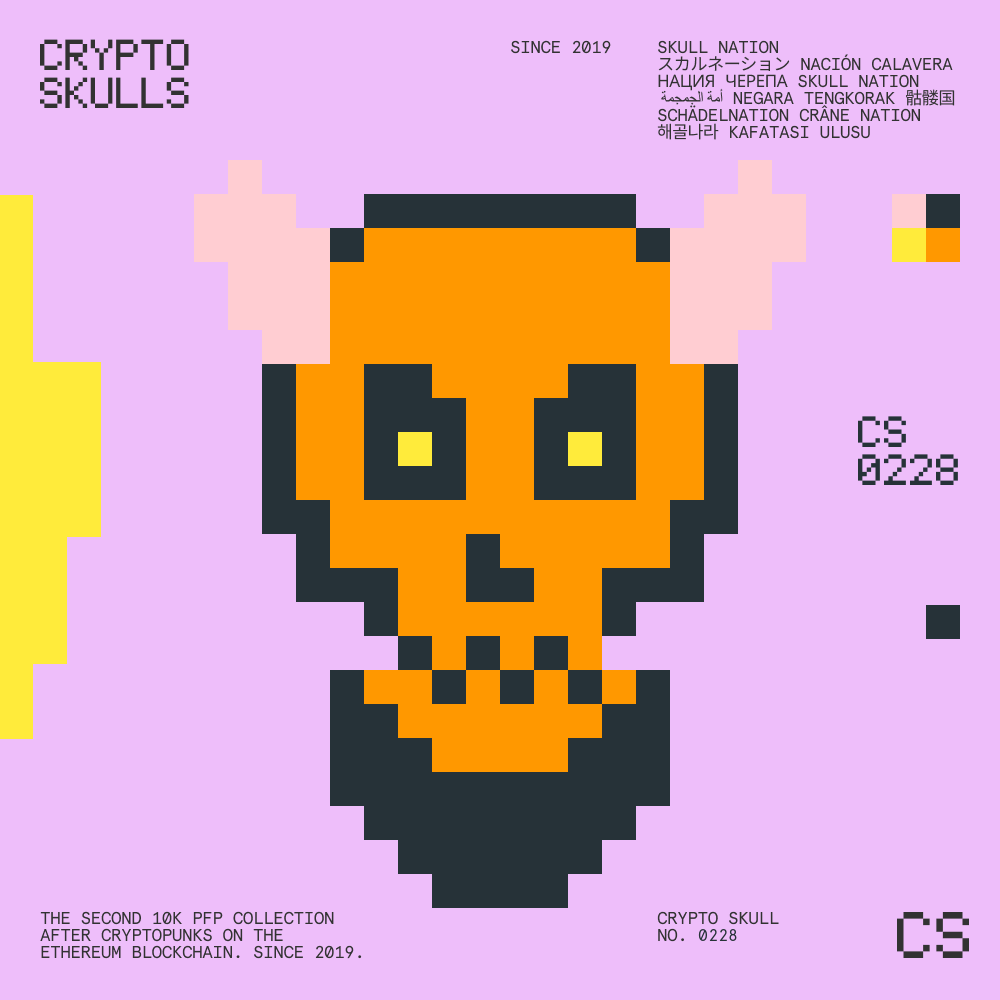 CRYPTO
SKULLS
SINCE 2019
SKULL NATION
スカルネーション NACIÓN CALAVERA
НАЦИЯ ЧЕРЕПА SKULL NATION
أمة الجمجمة NEGARA TENGKORAK 骷髅国
SCHÄDELNATION CRÂNE NATION
해골나라 KAFATASI ULUSU
CS
0228
THE SECOND 10K PFP COLLECTION
AFTER CRYPTOPUNKS ON THE
ETHEREUM BLOCKCHAIN. SINCE 2019.
CRYPTO SKULL
NO. 0228
CS